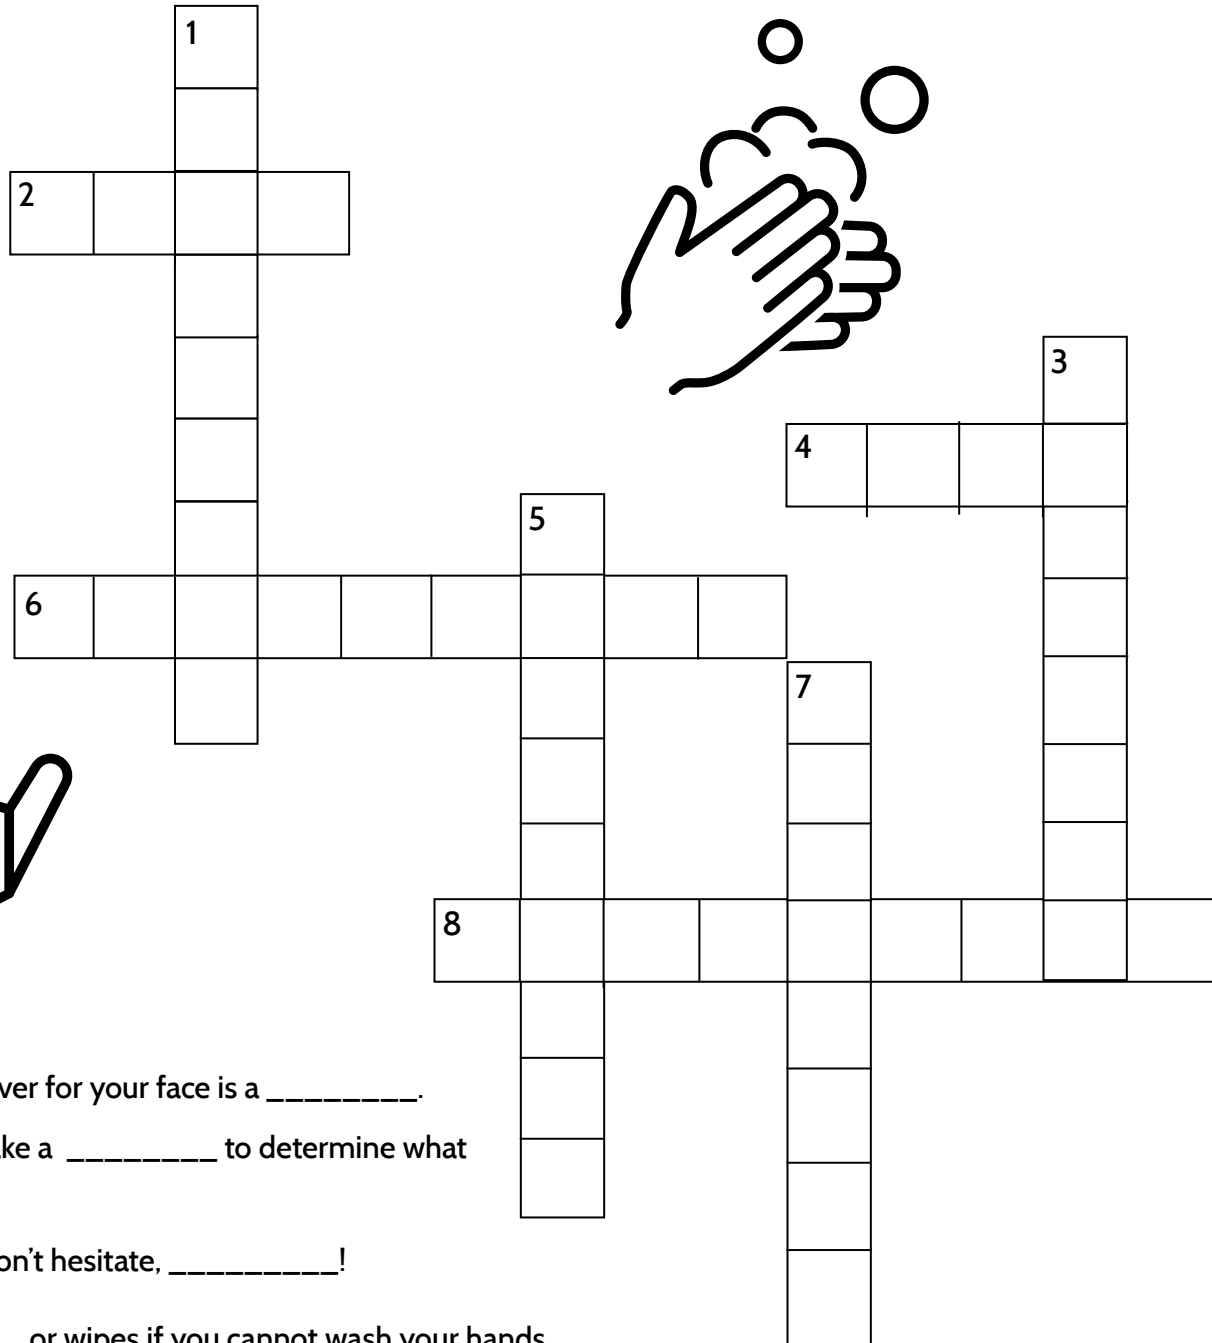 1
2
3
4
5
6
7
8
ver for your face is a ________.
ke a ________ to determine what
on't hesitate, _________!
or wipes if you cannot wash your hands